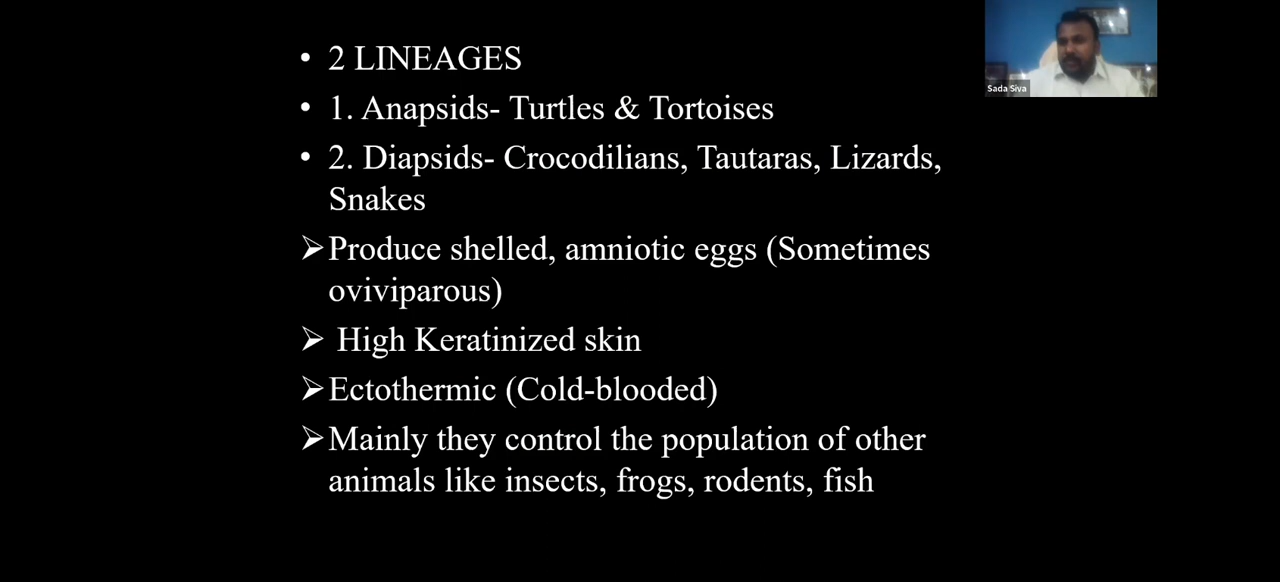 • 2 LINEAGES
• 1. Anapsids- Turtles & Tortoises
• 2. Diapsids- Crocodilians, Tautaras, Lizards,
Snakes
➢Produce shelled, amniotic eggs (Sometimes
oviviparous)
➢ High Keratinized skin
➢Ectothermic (Cold-blooded)
➢Mainly they control the population of other
animals like insects, frogs, rodents, fish
Sada Siva